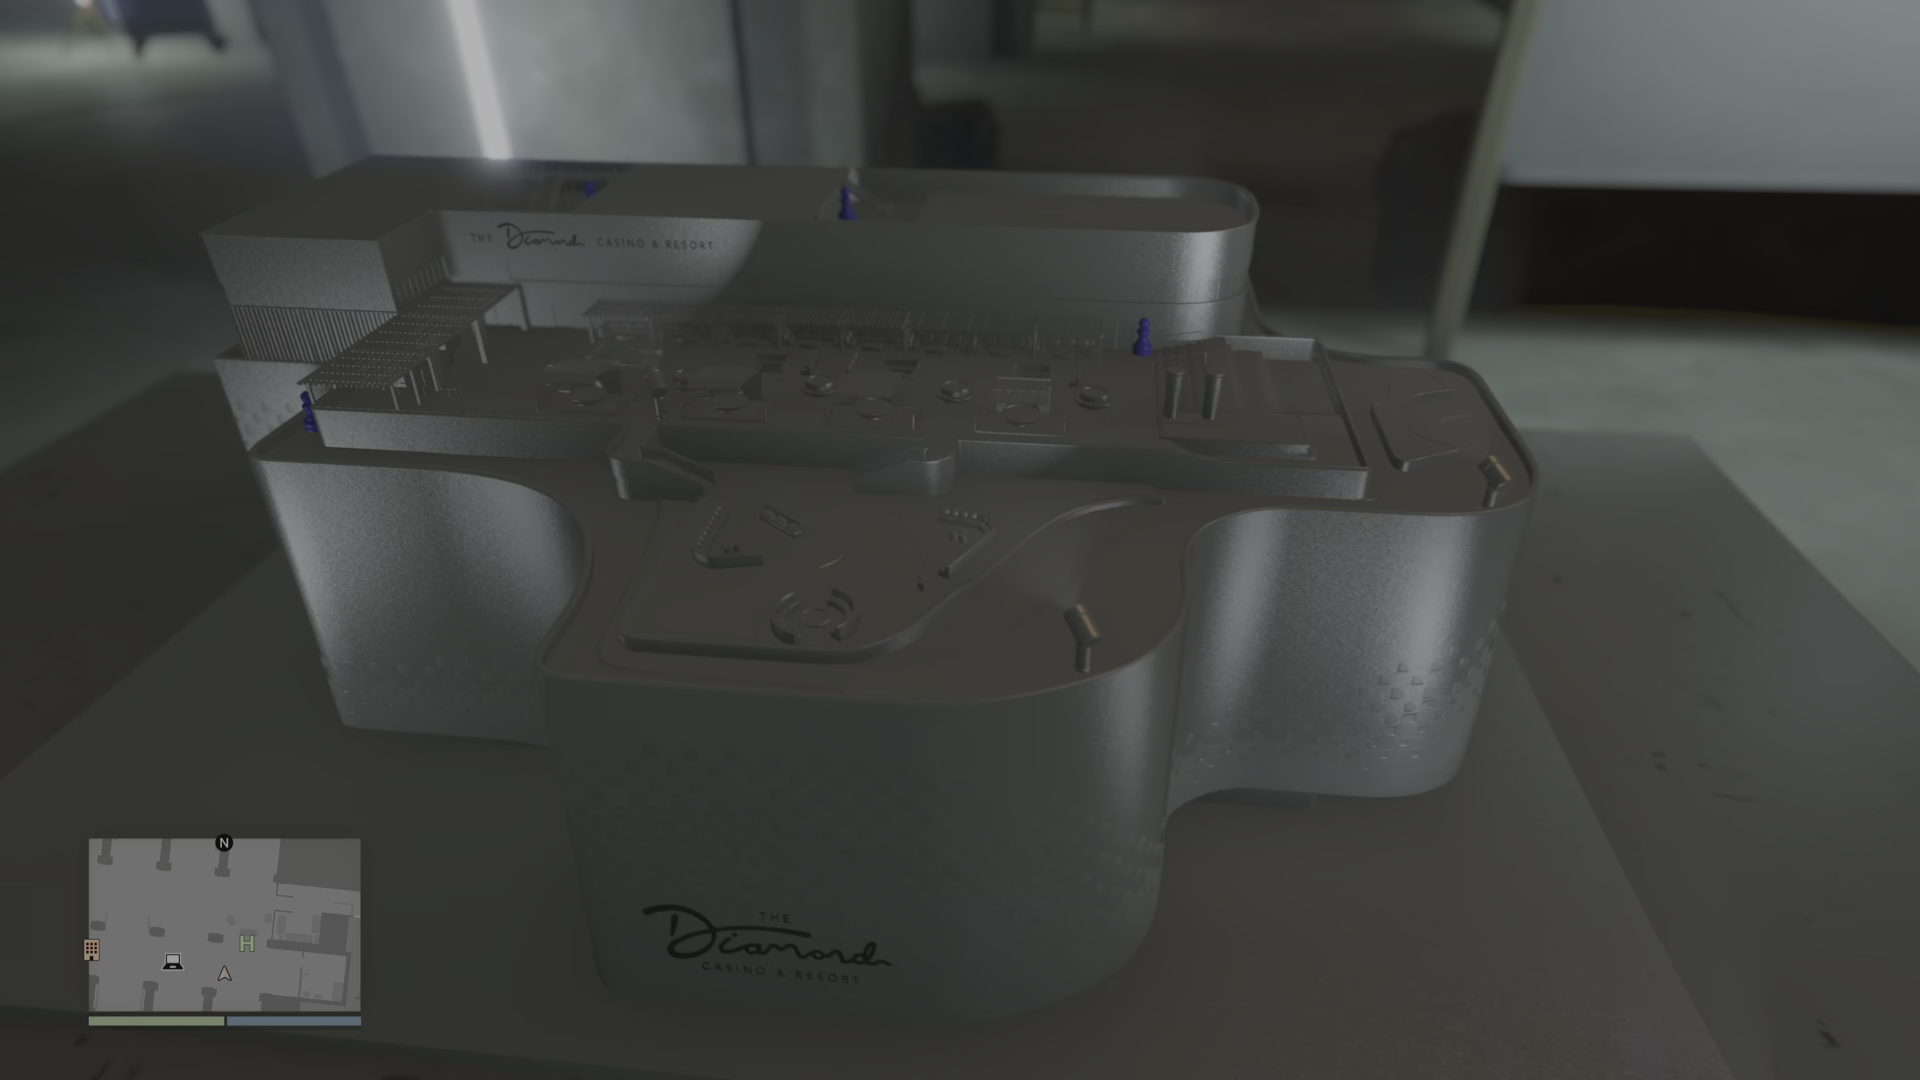 THE Diamond CASINO & RESORT
THE
Diamond
CASINO & RESORT
N
H